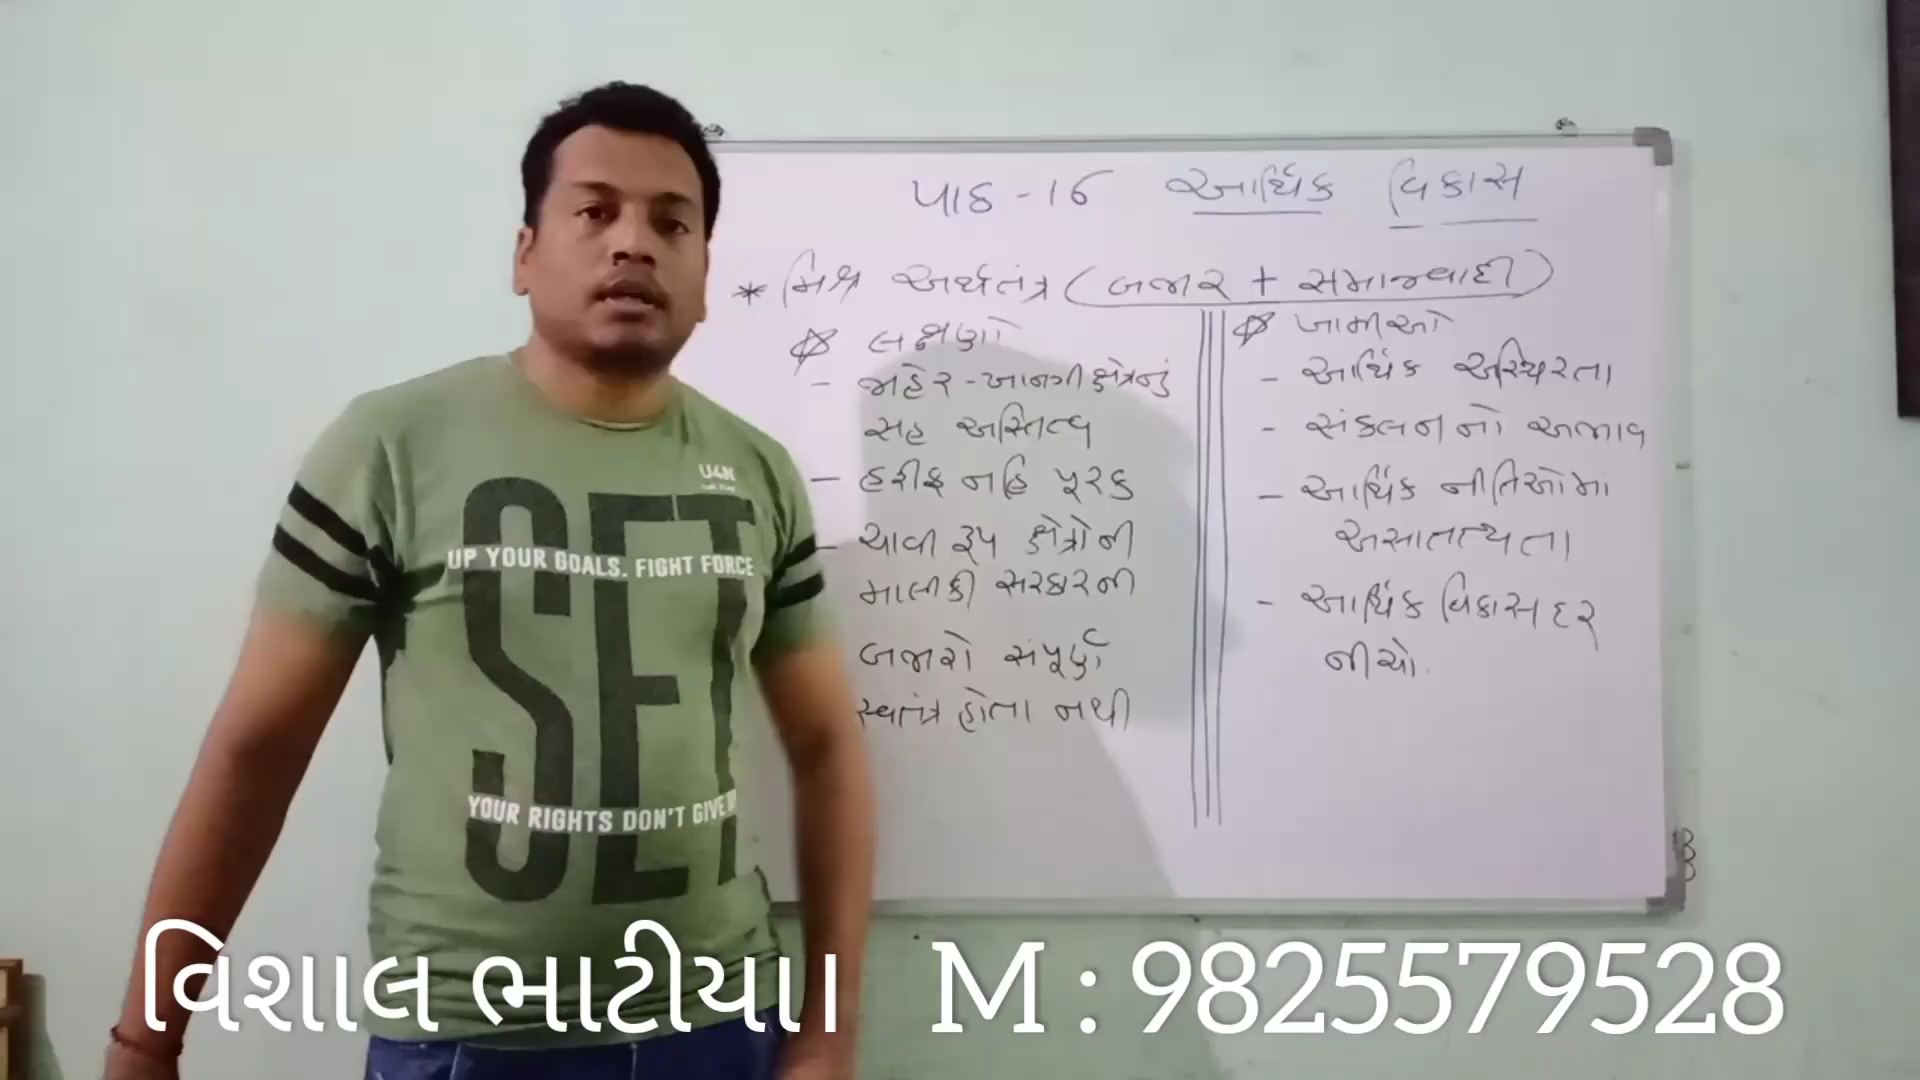 પાઠ - 16 આર્થિક વિકાસ
* મિશ્ર અર્થતંત્ર (બજાર + સમાજવાદી)
લક્ષણો
- જાહેર - ખાનગી ક્ષેત્રનું
સહ અસ્તિત્વ
- હરીફ નહિ પૂરક
- ચાવી રૂપ ક્ષેત્રોની
માલીકી સરકારની
બજારો સંપૂર્ણ
સ્વતંત્ર હોતા નથી
ખામીઓ
- આર્થિક અસ્થિરતા
- સંકલનનો અભાવ
- આર્થિક નીતિઓમાં
અસાતત્યતા
- આર્થિક વિકાસ દર
નીચો.
U4N
SET
UP YOUR GOALS. FIGHT FORCE
YOUR RIGHTS DON'T GIVE
વિશાલ ભાટીયા। M : 9825579528